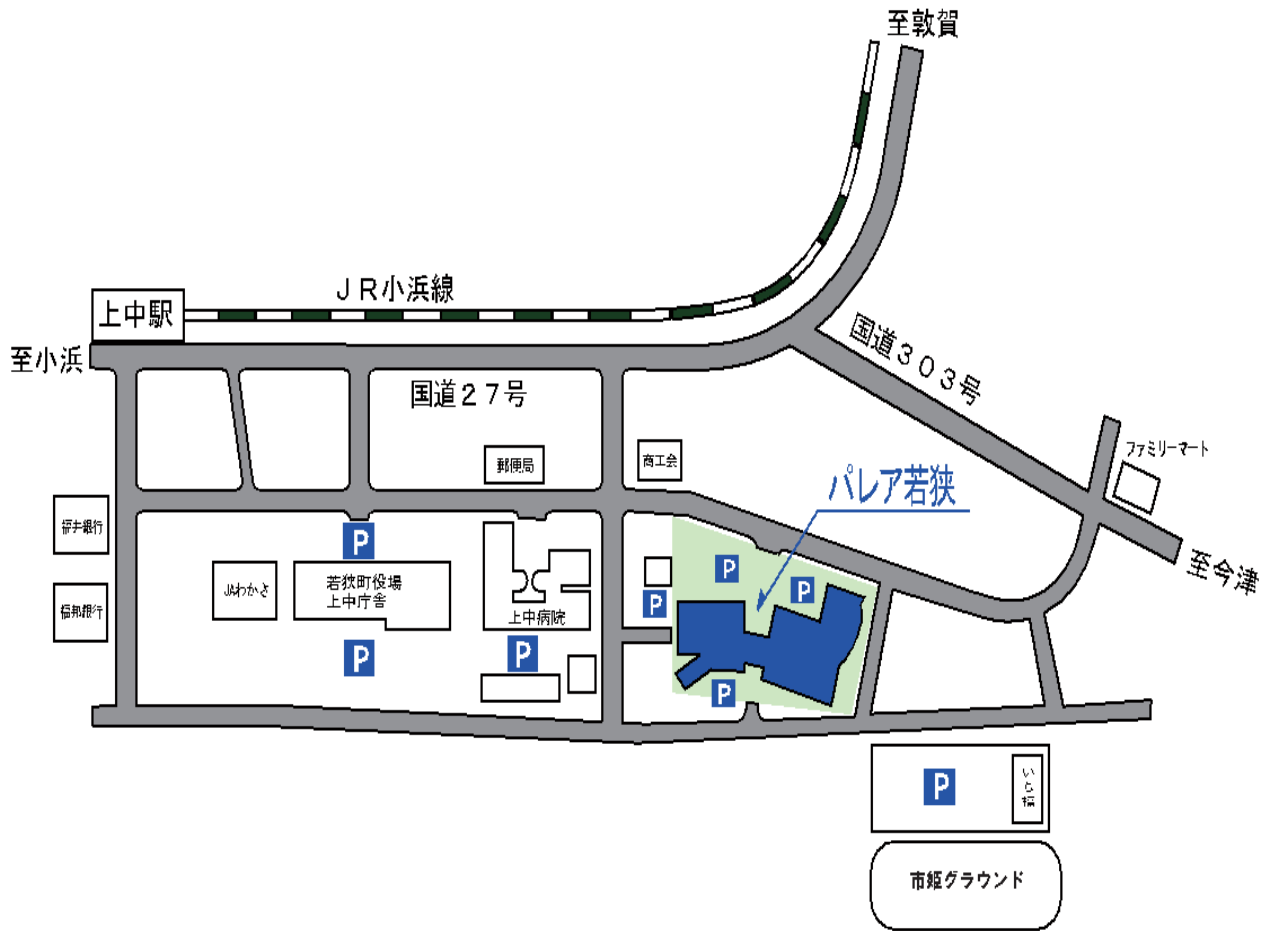 至敦賀
ＪＲ小浜線
上中駅
国道３０３号
至小浜
国道２７号
ファミリーマート
郵便局
商工会
パレア若狭
福井銀行
P
至今津
P
JAわかさ
若狭町役場
上中庁舎
P
P
福邦銀行
上中病院
P
P
P
P
いち姫
市姫グラウンド